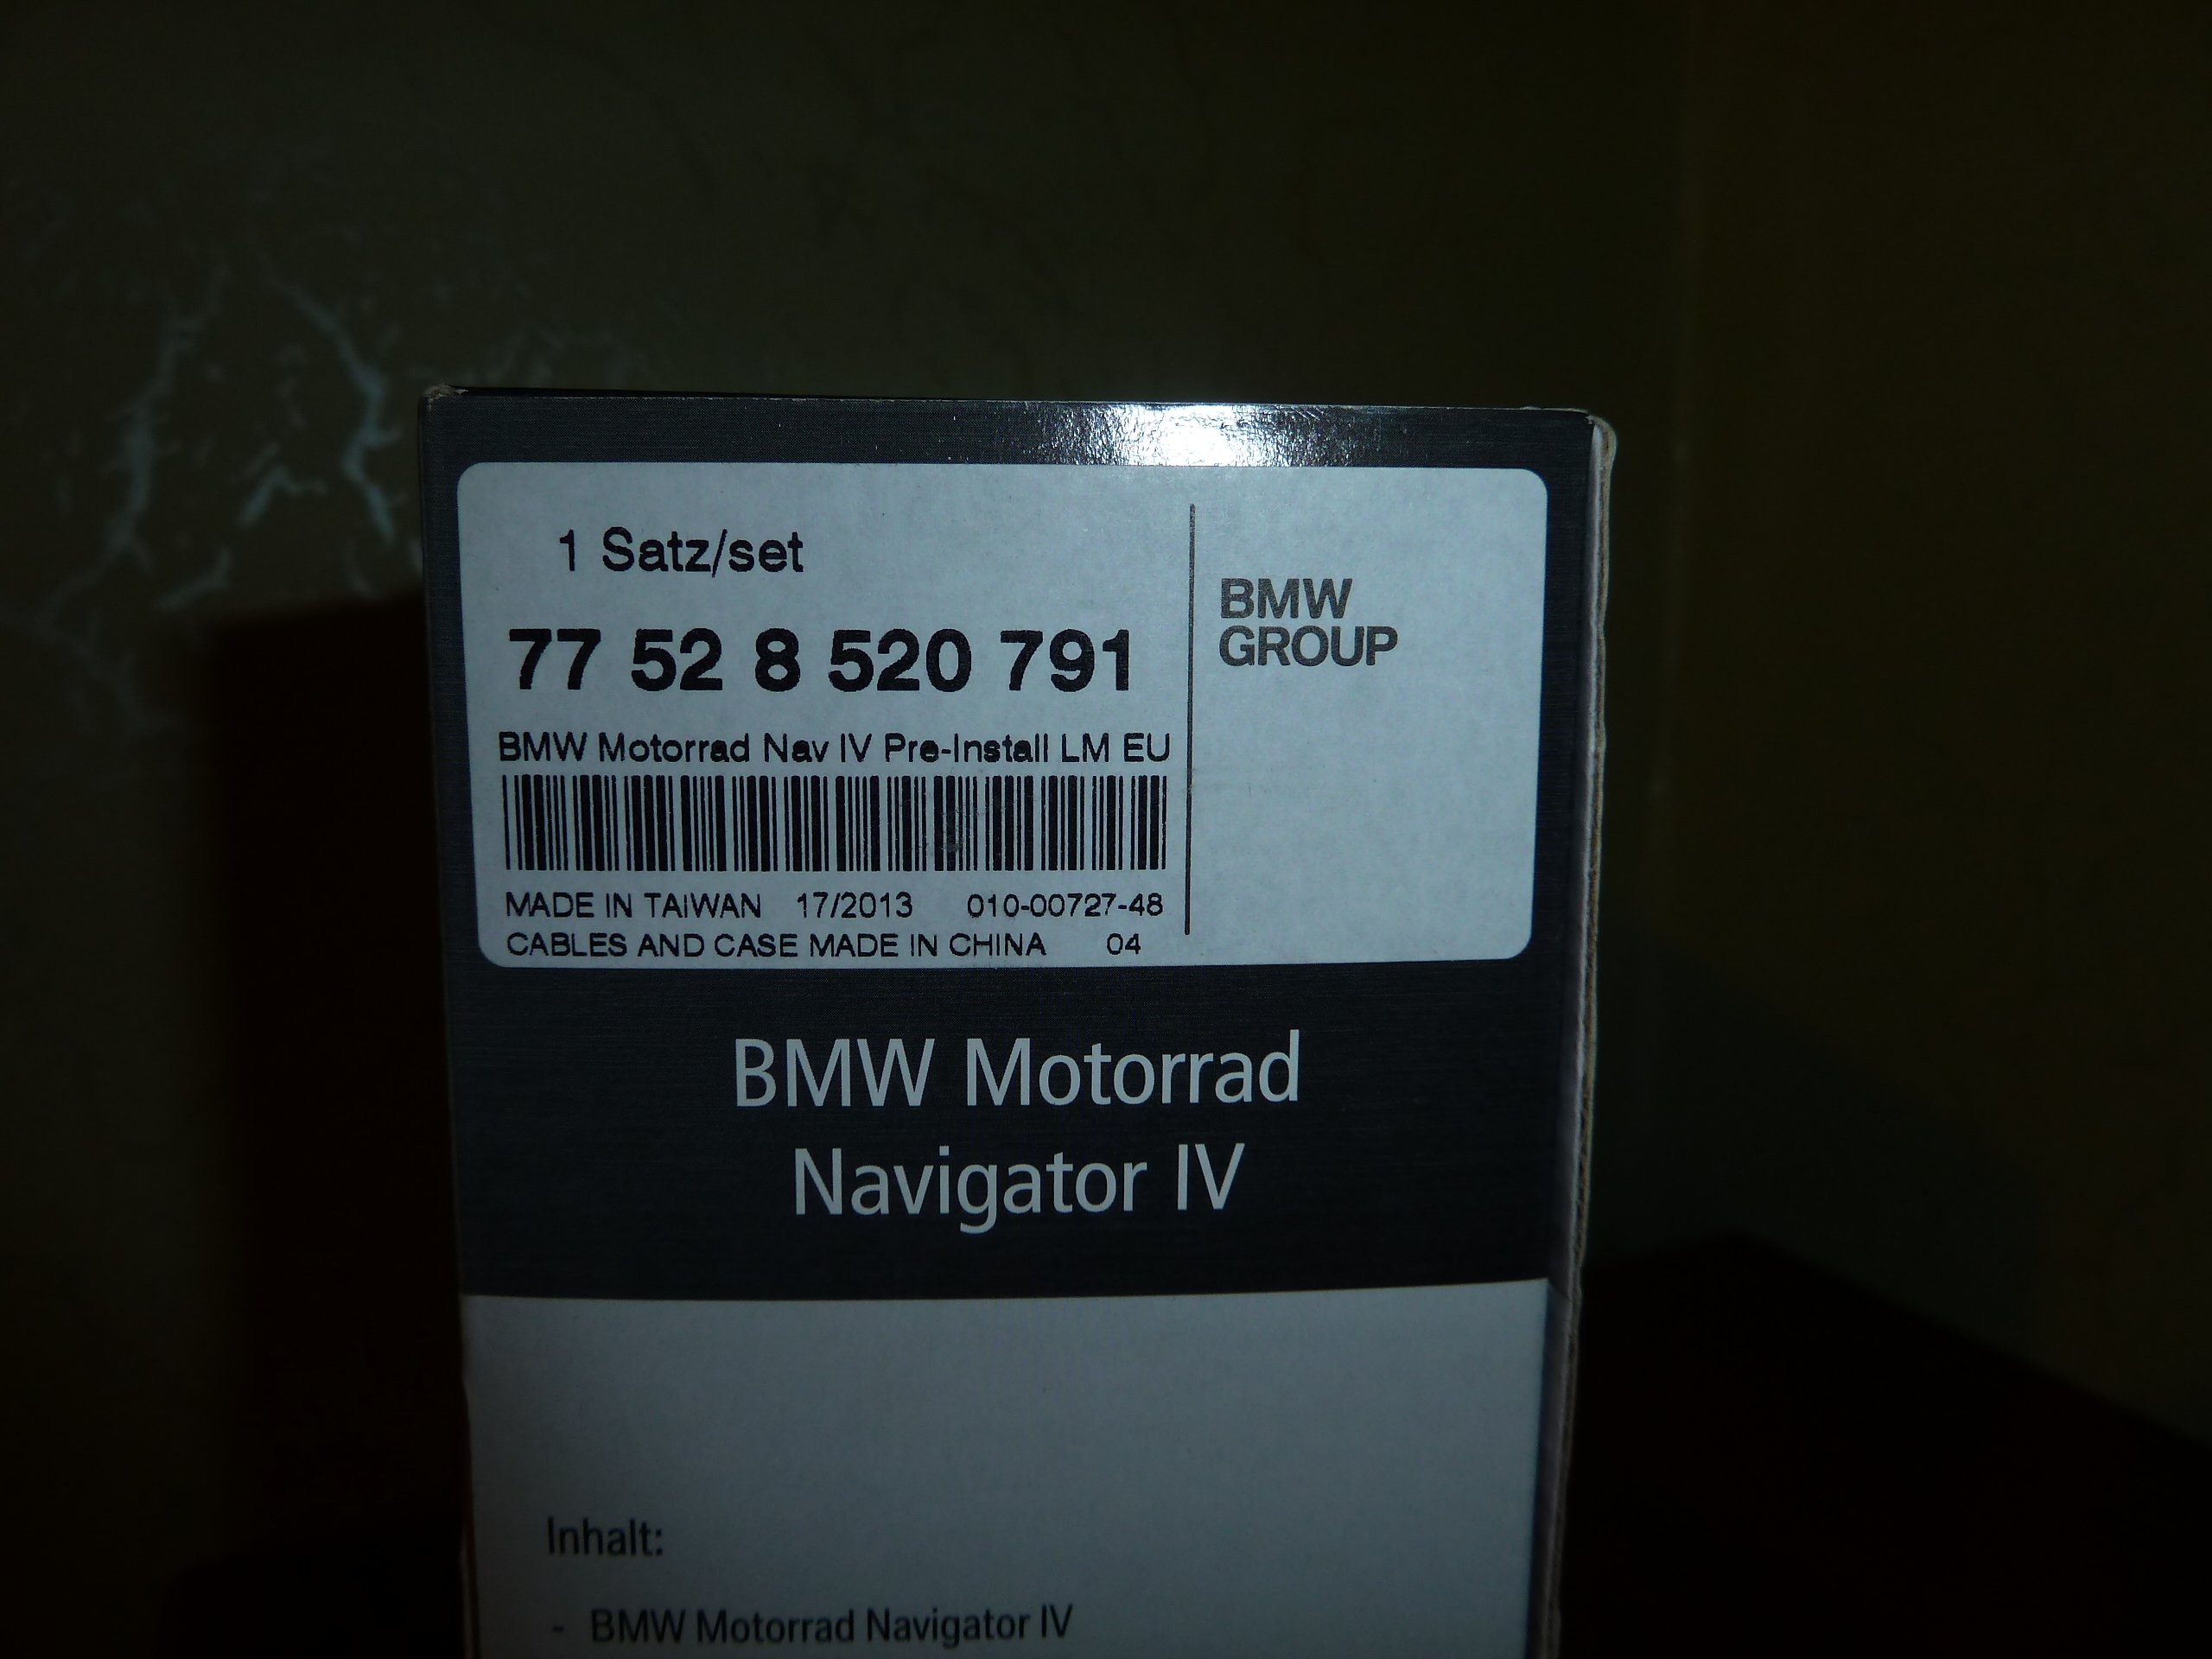 1 Satz/set
77 52 8 520 791
BMW Motorrad Nav IV Pre-Install LM EU
MADE IN TAIWAN 17/2013 010-00727-48
CABLES AND CASE MADE IN CHINA 04
BMW
GROUP
BMW Motorrad
Navigator IV
Inhalt:
- BMW Motorrad Navigator IV